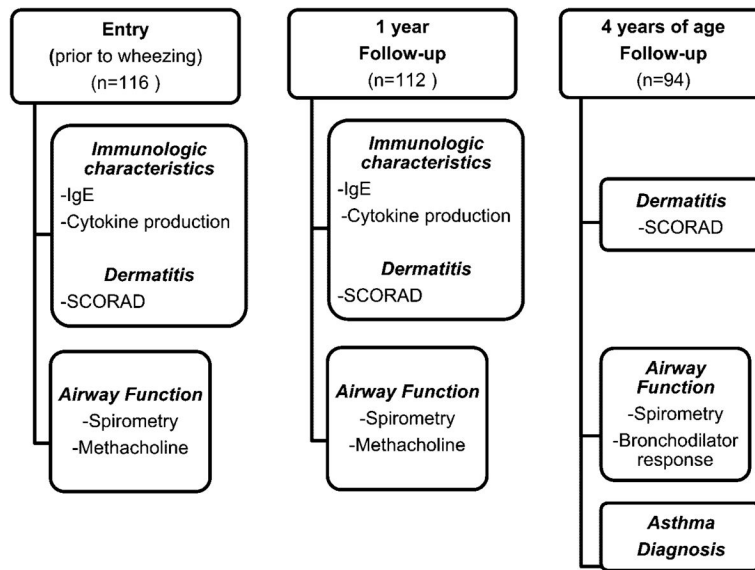 Entry
(prior to wheezing)
(n=116 )
Immunologic
characteristics
-IgE
-Cytokine production
Dermatitis
-SCORAD
Airway Function
-Spirometry
-Methacholine
1 year
Follow-up
(n=112 )
Immunologic
characteristics
-IgE
-Cytokine production
Dermatitis
-SCORAD
Airway Function
-Spirometry
-Methacholine
4 years of age
Follow-up
(n=94)
Dermatitis
-SCORAD
Airway
Function
-Spirometry
-Bronchodilator
response
Asthma
Diagnosis